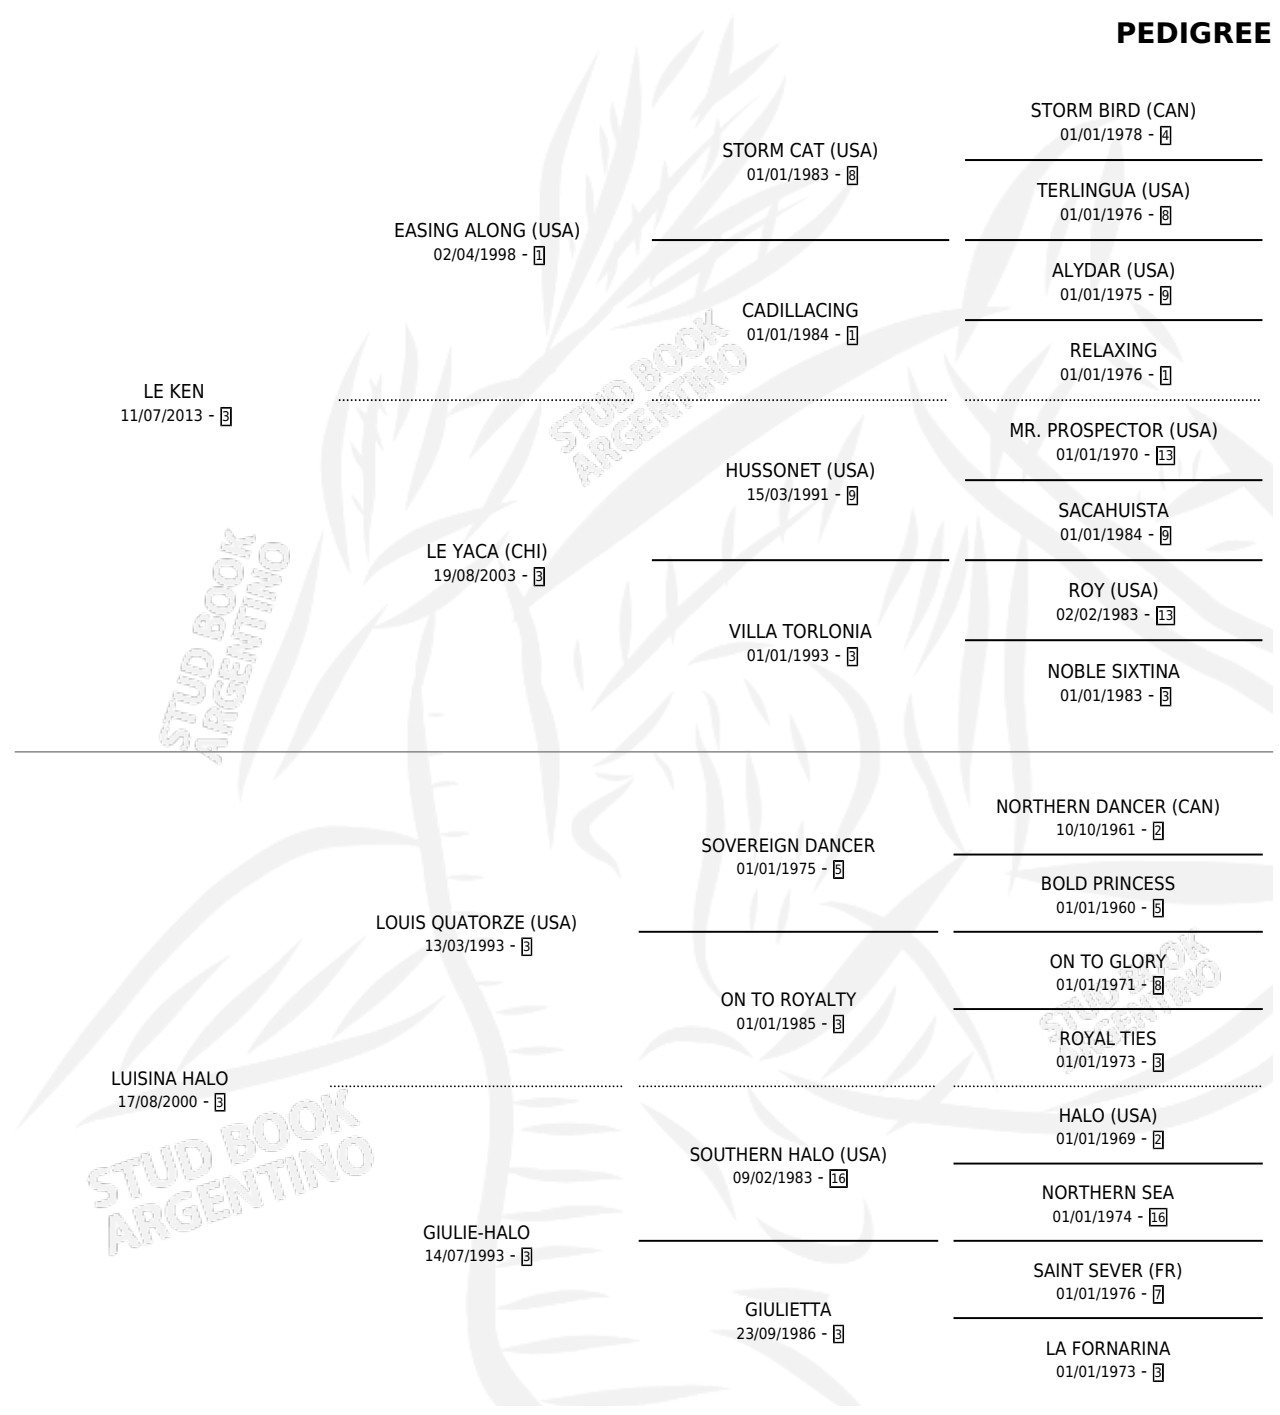 PEDIGREE
STORM BIRD (CAN)
01/01/1978 - 4
STORM CAT (USA)
01/01/1983 - 8
TERLINGUA (USA)
01/01/1976 - 8
EASING ALONG (USA)
02/04/1998 - 1
ALYDAR (USA)
01/01/1975 - 9
CADILLACING
01/01/1984 - 1
RELAXING
01/01/1976 - 1
LE KEN
11/07/2013 - 3
MR. PROSPECTOR (USA)
01/01/1970 - 13
HUSSONET (USA)
15/03/1991 - 9
SACAHUISTA
01/01/1984 - 9
LE YACA (CHI)
19/08/2003 - 3
ROY (USA)
02/02/1983 - 13
VILLA TORLONIA
01/01/1993 - 3
NOBLE SIXTINA
01/01/1983 - 3
NORTHERN DANCER (CAN)
10/10/1961 - 2
SOVEREIGN DANCER
01/01/1975 - 5
BOLD PRINCESS
01/01/1960 - 5
LOUIS QUATORZE (USA)
13/03/1993 - 3
ON TO GLORY
01/01/1971 - 8
ON TO ROYALTY
01/01/1985 - 3
ROYAL TIES
01/01/1973 - 3
LUISINA HALO
17/08/2000 - 3
HALO (USA)
01/01/1969 - 2
SOUTHERN HALO (USA)
09/02/1983 - 16
NORTHERN SEA
01/01/1974 - 16
GIULIE-HALO
14/07/1993 - 3
SAINT SEVER (FR)
01/01/1976 - 7
GIULIETTA
23/09/1986 - 3
LA FORNARINA
01/01/1973 - 3
STUD BOOK
ARGENTINO
STUD BOOK
ARGENTINO
STUD BOOK
ARGENTINO
STUD BOOK
ARGENTINO